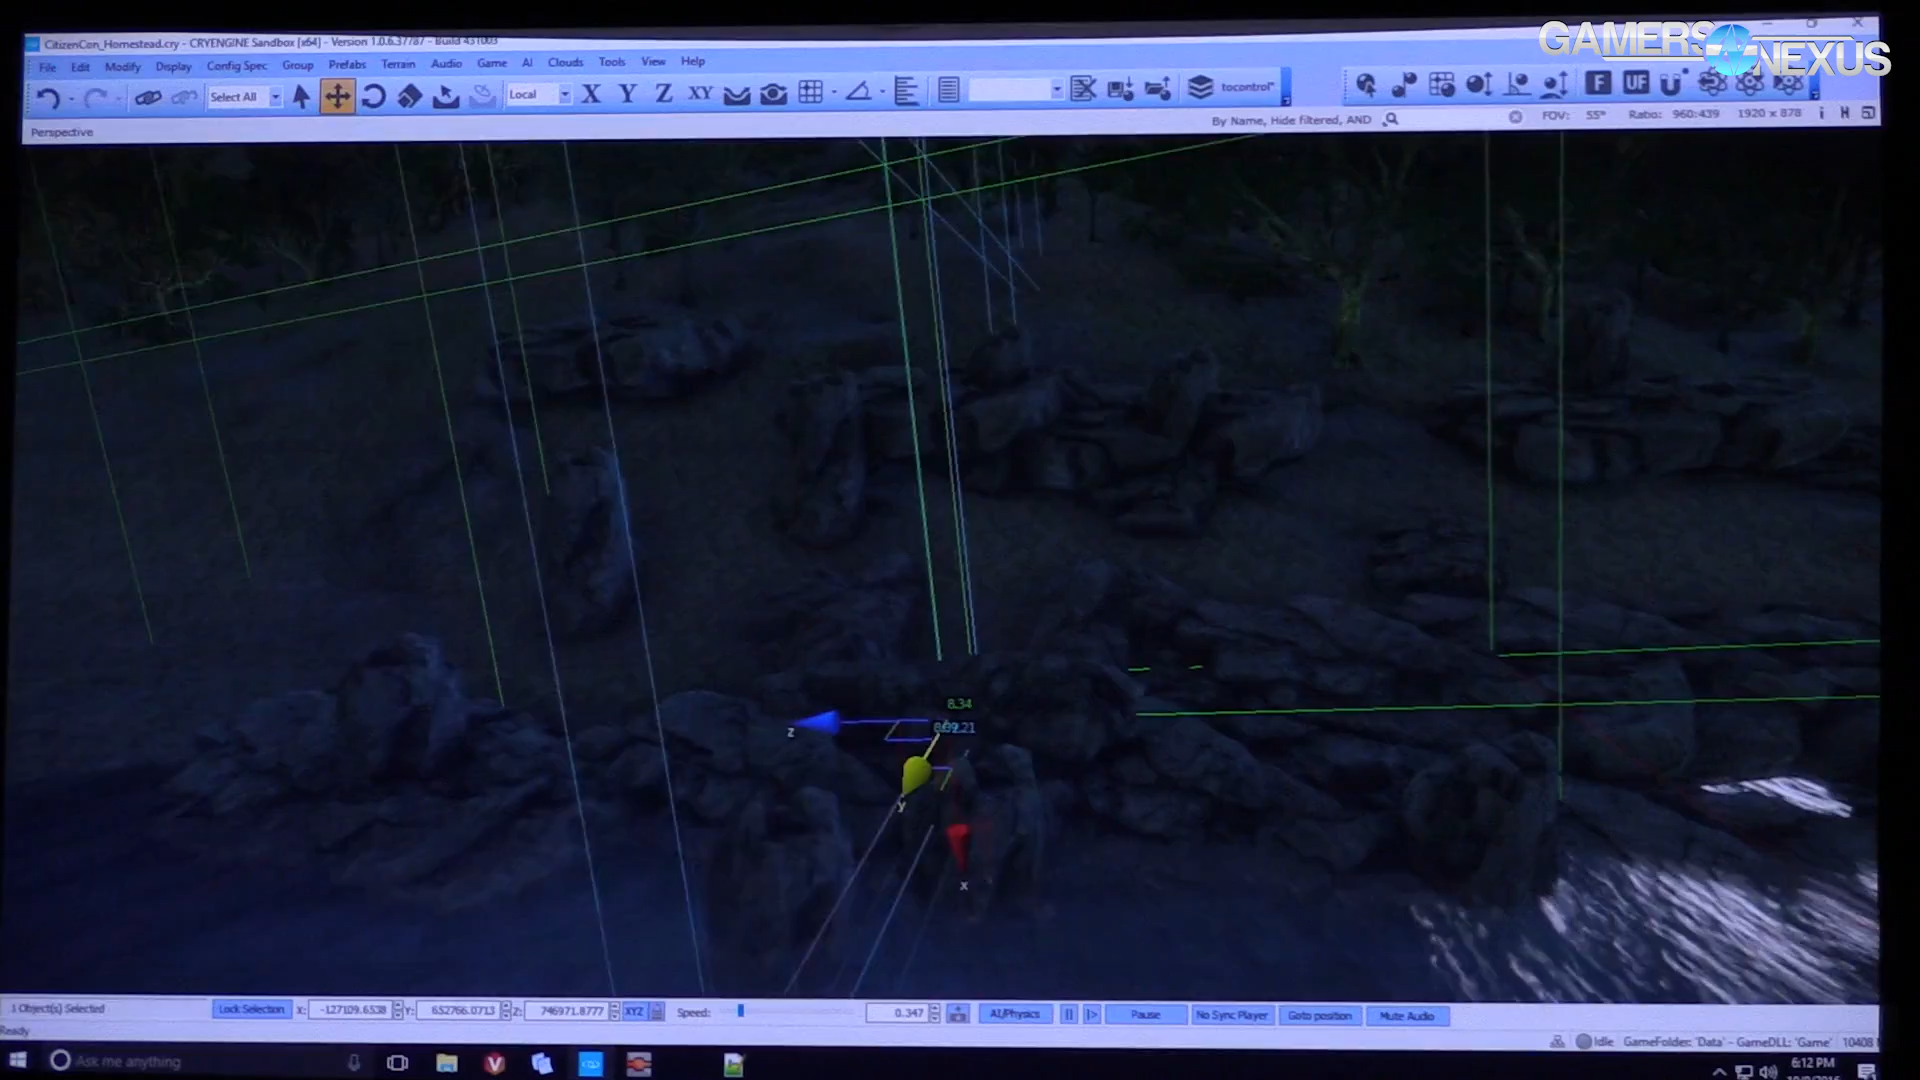 GAMERS NEXUS
CitizenCon_Homestead.cry - CRYENGINE Sandbox [x64] - Version 1.0.6.37787 - Build 431003
File Edit Modify Display Config Spec Group Prefabs Terrain Audio Game AI Clouds Tools View Help
Select All Local X Y Z XY tocontrol* F UF
Perspective By Name, Hide filtered, AND FOV: 55° Ratio: 960:439 1920 x 878 i H
8.34
z
y
x
1 Object(s) Selected Lock Selection X: -127109.6538 Y: 652766.0713 Z: 746971.8777 XYZ Speed: 0.347 AI/Physics Pause No Sync Player Goto position Mute Audio
Ready Idle GameFolder: 'Data' - GameDLL: 'Game' 10408
Ask me anything 6:12 PM